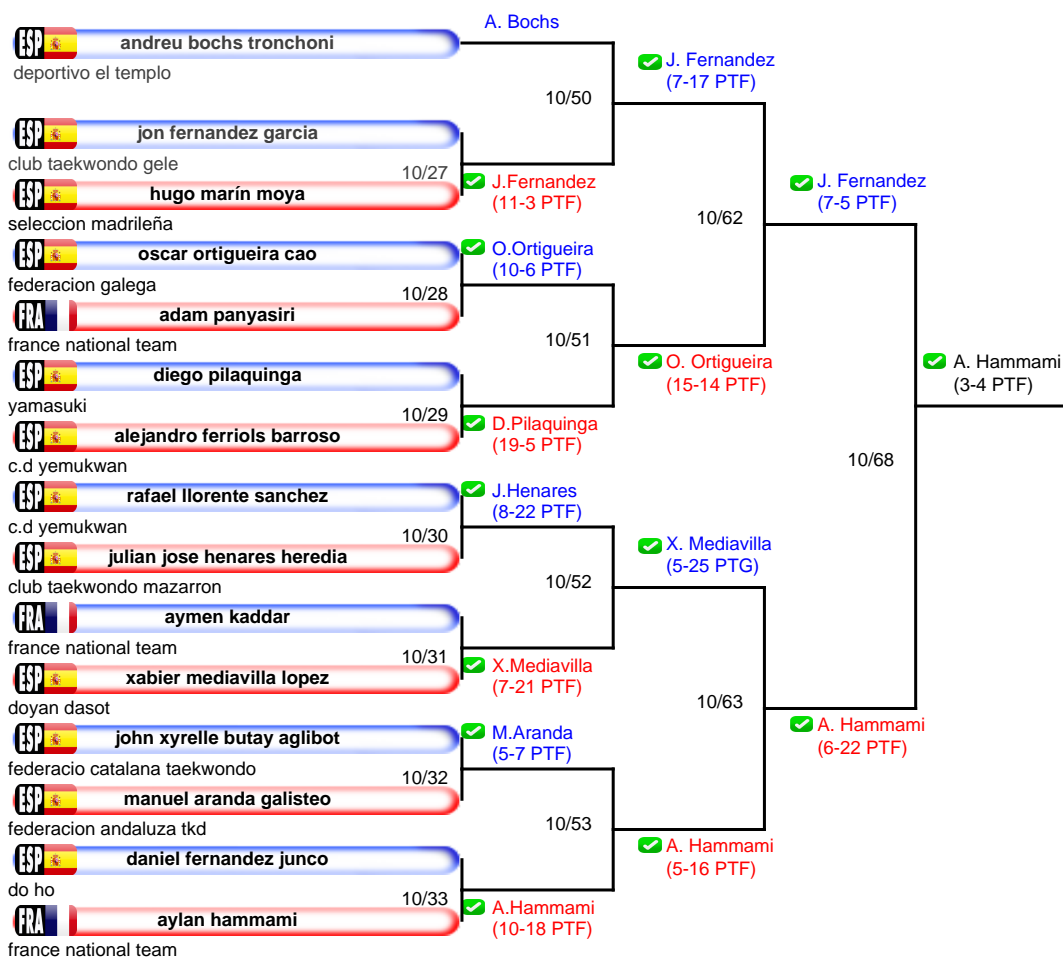 A. Bochs
ESP andreu bochs tronchoni
deportivo el templo
J. Fernandez
(7-17 PTF)
10/50
ESP jon fernandez garcia
club taekwondo gele
10/27
ESP hugo marín moya
seleccion madrileña
J.Fernandez
(11-3 PTF)
J. Fernandez
(7-5 PTF)
10/62
ESP oscar ortigueira cao
federacion galega
O.Ortigueira
(10-6 PTF)
10/28
FRA adam panyasiri
france national team
10/51
O. Ortigueira
(15-14 PTF)
A. Hammami
(3-4 PTF)
ESP diego pilaquinga
yamasuki
10/29
ESP alejandro ferriols barroso
c.d yemukwan
D.Pilaquinga
(19-5 PTF)
10/68
ESP rafael llorente sanchez
c.d yemukwan
J.Henares
(8-22 PTF)
10/30
ESP julian jose henares heredia
club taekwondo mazarron
X. Mediavilla
(5-25 PTG)
10/52
FRA aymen kaddar
france national team
10/31
ESP xabier mediavilla lopez
doyan dasot
X.Mediavilla
(7-21 PTF)
10/63
A. Hammami
(6-22 PTF)
ESP john xyrelle butay aglibot
federacio catalana taekwondo
M.Aranda
(5-7 PTF)
10/32
ESP manuel aranda galisteo
federacion andaluza tkd
10/53
A. Hammami
(5-16 PTF)
ESP daniel fernandez junco
do ho
10/33
FRA aylan hammami
france national team
A.Hammami
(10-18 PTF)